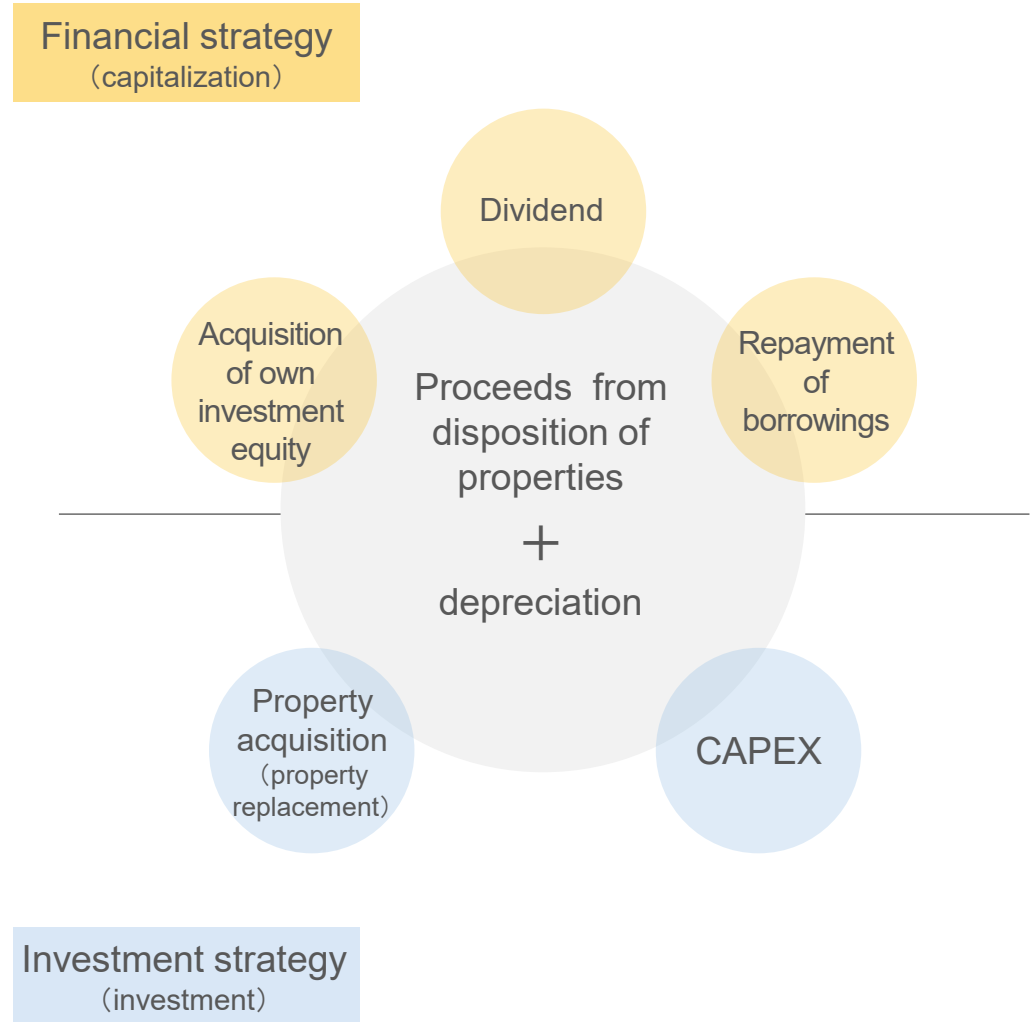 Financial strategy
（capitalization）
Dividend
Acquisition
of own
investment
equity
Repayment
of
borrowings
Proceeds from
disposition of
properties
＋
depreciation
Property
acquisition
（property
replacement）
CAPEX
Investment strategy
（investment）